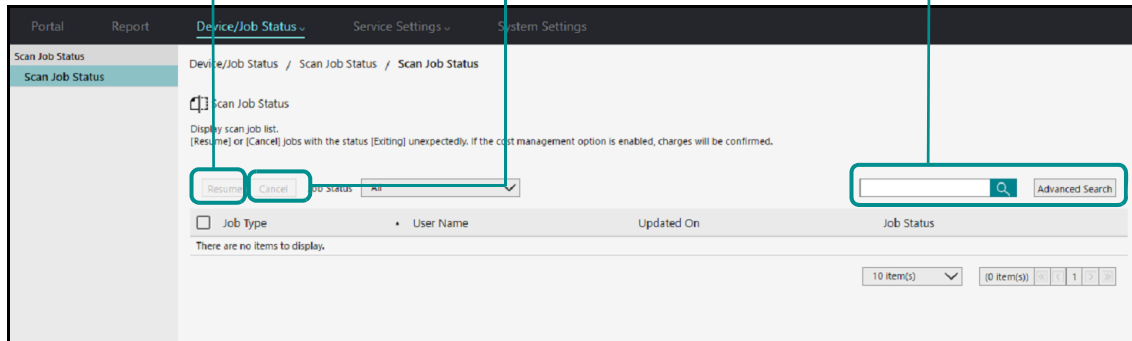 Portal Report Device/Job Status Service Settings System Settings
Scan Job Status
Scan Job Status
Device/Job Status / Scan Job Status / Scan Job Status
Scan Job Status
Display scan job list.
[Resume] or [Cancel] jobs with the status [Exiting] unexpectedly. If the cost management option is enabled, charges will be confirmed.
Resume Cancel Job Status All Advanced Search
Job Type User Name Updated On Job Status
There are no items to display.
10 item(s) (0 item(s)) « < 1 > »